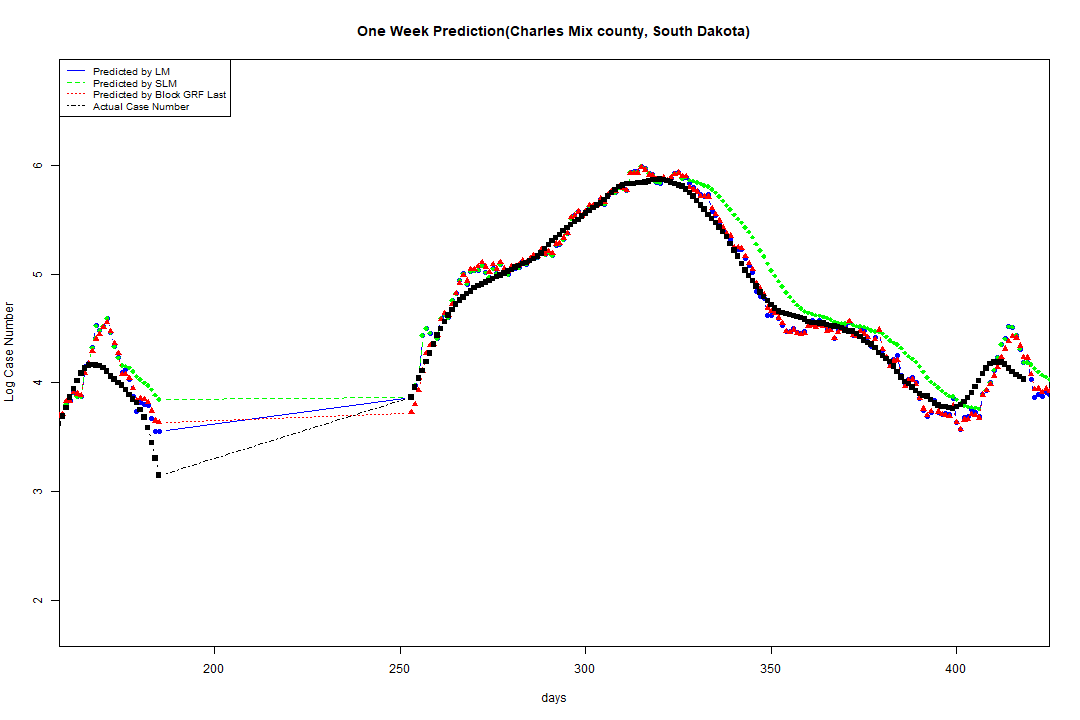 One Week Prediction(Charles Mix county, South Dakota)
Predicted by LM
Predicted by SLM
Predicted by Block GRF Last
Actual Case Number
6
5
4
3
2
Log Case Number
200 250 300 350 400
days